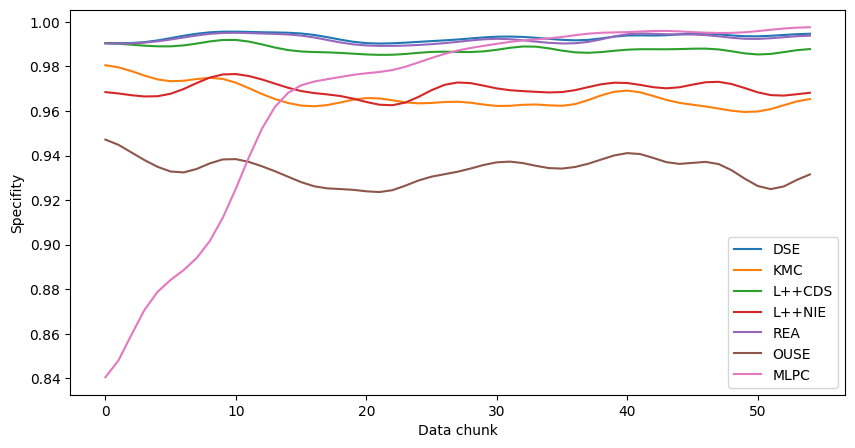 Specifity
1.00
0.98
0.96
0.94
0.92
0.90
0.88
0.86
0.84
0
10
20
30
40
50
Data chunk
DSE
KMC
L++CDS
L++NIE
REA
OUSE
MLPC